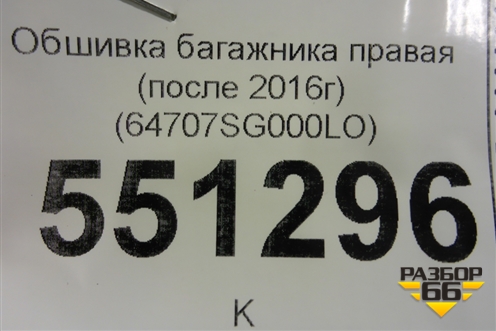 Обшивка багажника правая
(после 2016г)
(64707SG000LO)
551296
К
РАЗБОР
66